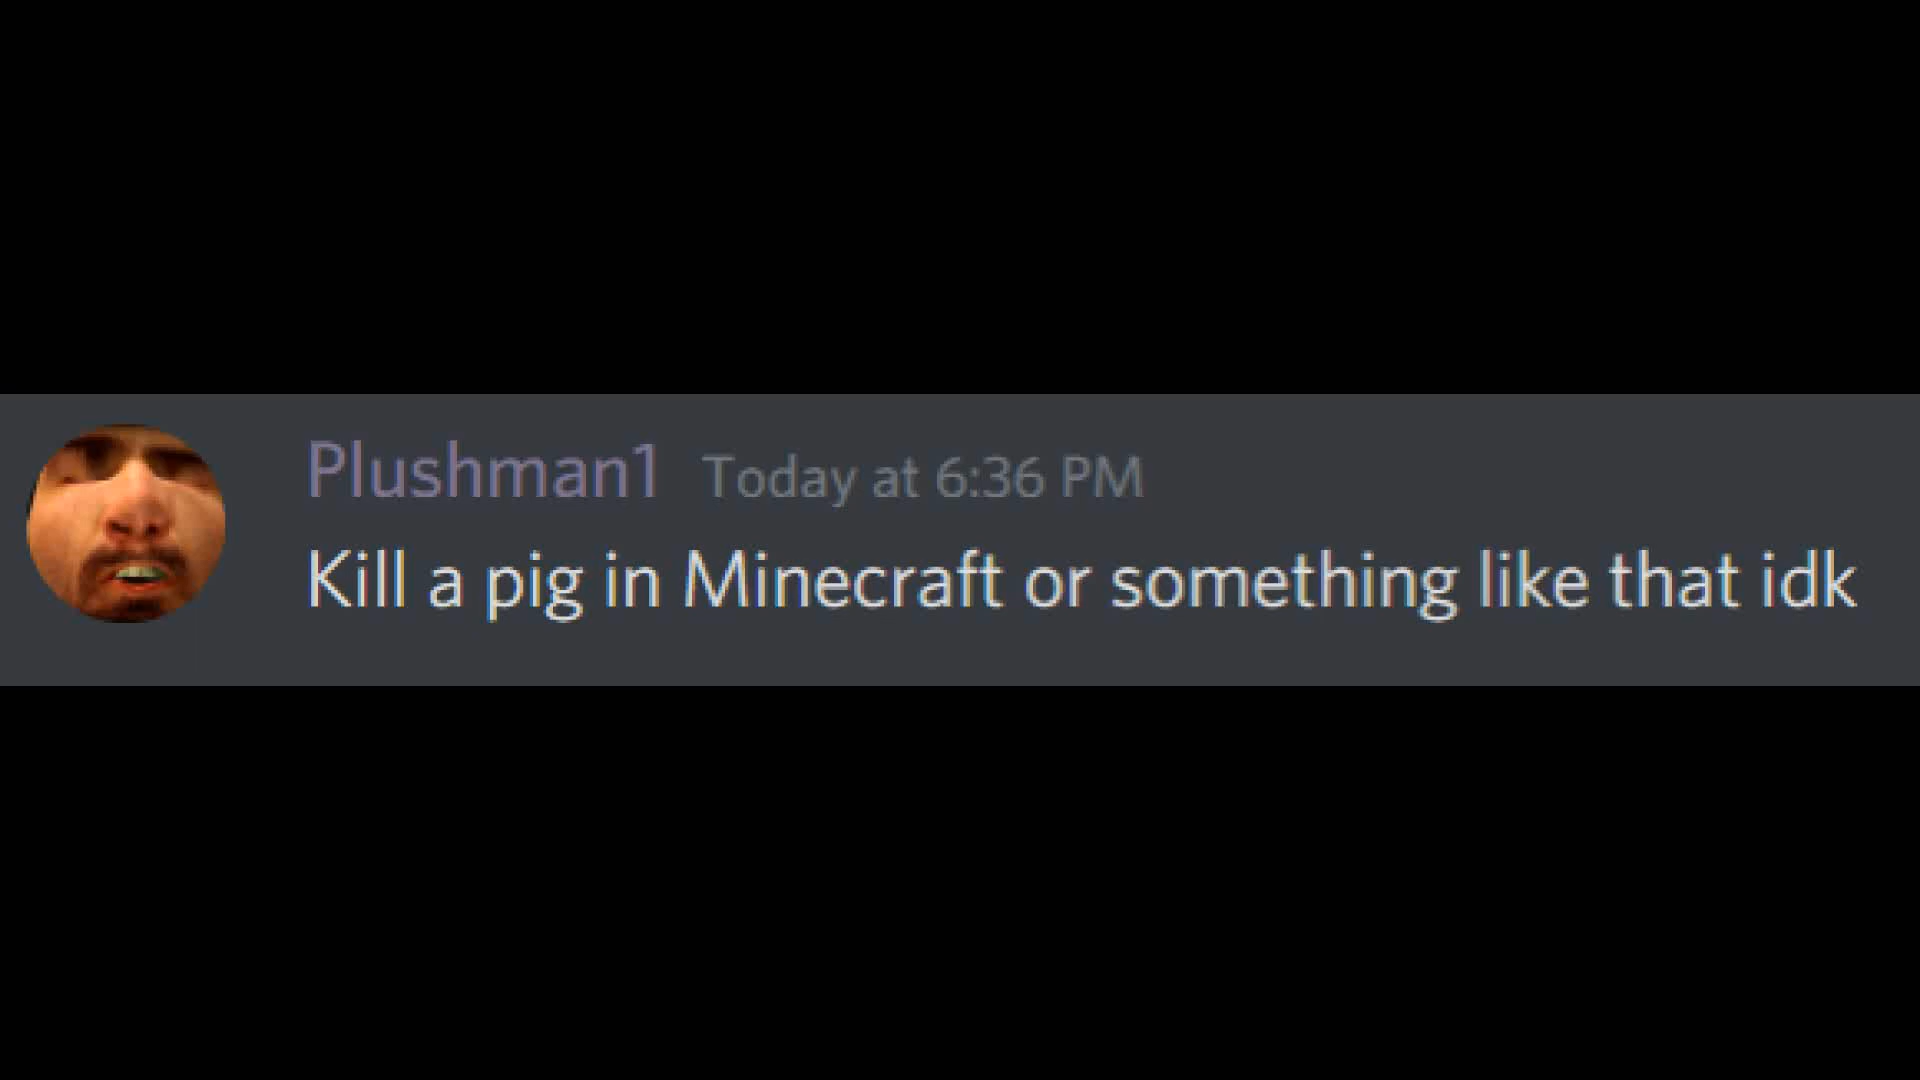 Plushman1 Today at 6:36 PM
Kill a pig in Minecraft or something like that idk